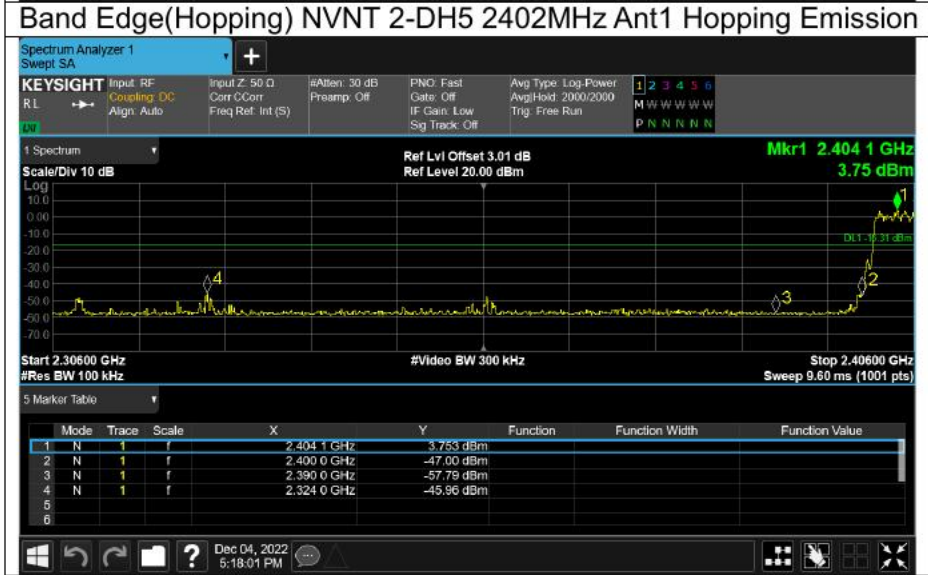 Band Edge(Hopping) NVNT 2-DH5 2402MHz Ant1 Hopping Emission
Spectrum Analyzer 1
Swept SA
+
KEYSIGHT Input: RF Input Z: 50 Ω #Atten: 30 dB PNO: Fast Avg Type: Log-Power 1 2 3 4 5 6
RL Coupling: DC Corr CCorr Preamp: Off Gate: Off Avg|Hold: 2000/2000 M W W W W W
Align: Auto Freq Ref: Int (S) IF Gain: Low Trig: Free Run
Sig Track: Off P N N N N N
1 Spectrum
Scale/Div 10 dB
Ref Lvl Offset 3.01 dB
Ref Level 20.00 dBm
Mkr1 2.404 1 GHz
3.75 dBm
Log
10.0
0.00
-10.0
-20.0
-30.0
-40.0
-50.0
-60.0
-70.0
1
2
3
4
Start 2.30600 GHz #Video BW 300 kHz Stop 2.40600 GHz
#Res BW 100 kHz Sweep 9.60 ms (1001 pts)
5 Marker Table
Mode Trace Scale X Y Function Function Width Function Value
1 N 1 f 2.404 1 GHz 3.753 dBm
2 N 1 f 2.400 0 GHz -47.00 dBm
3 N 1 f 2.390 0 GHz -57.79 dBm
4 N 1 f 2.324 0 GHz -45.96 dBm
5
6
?
Dec 04, 2022
5:18:01 PM